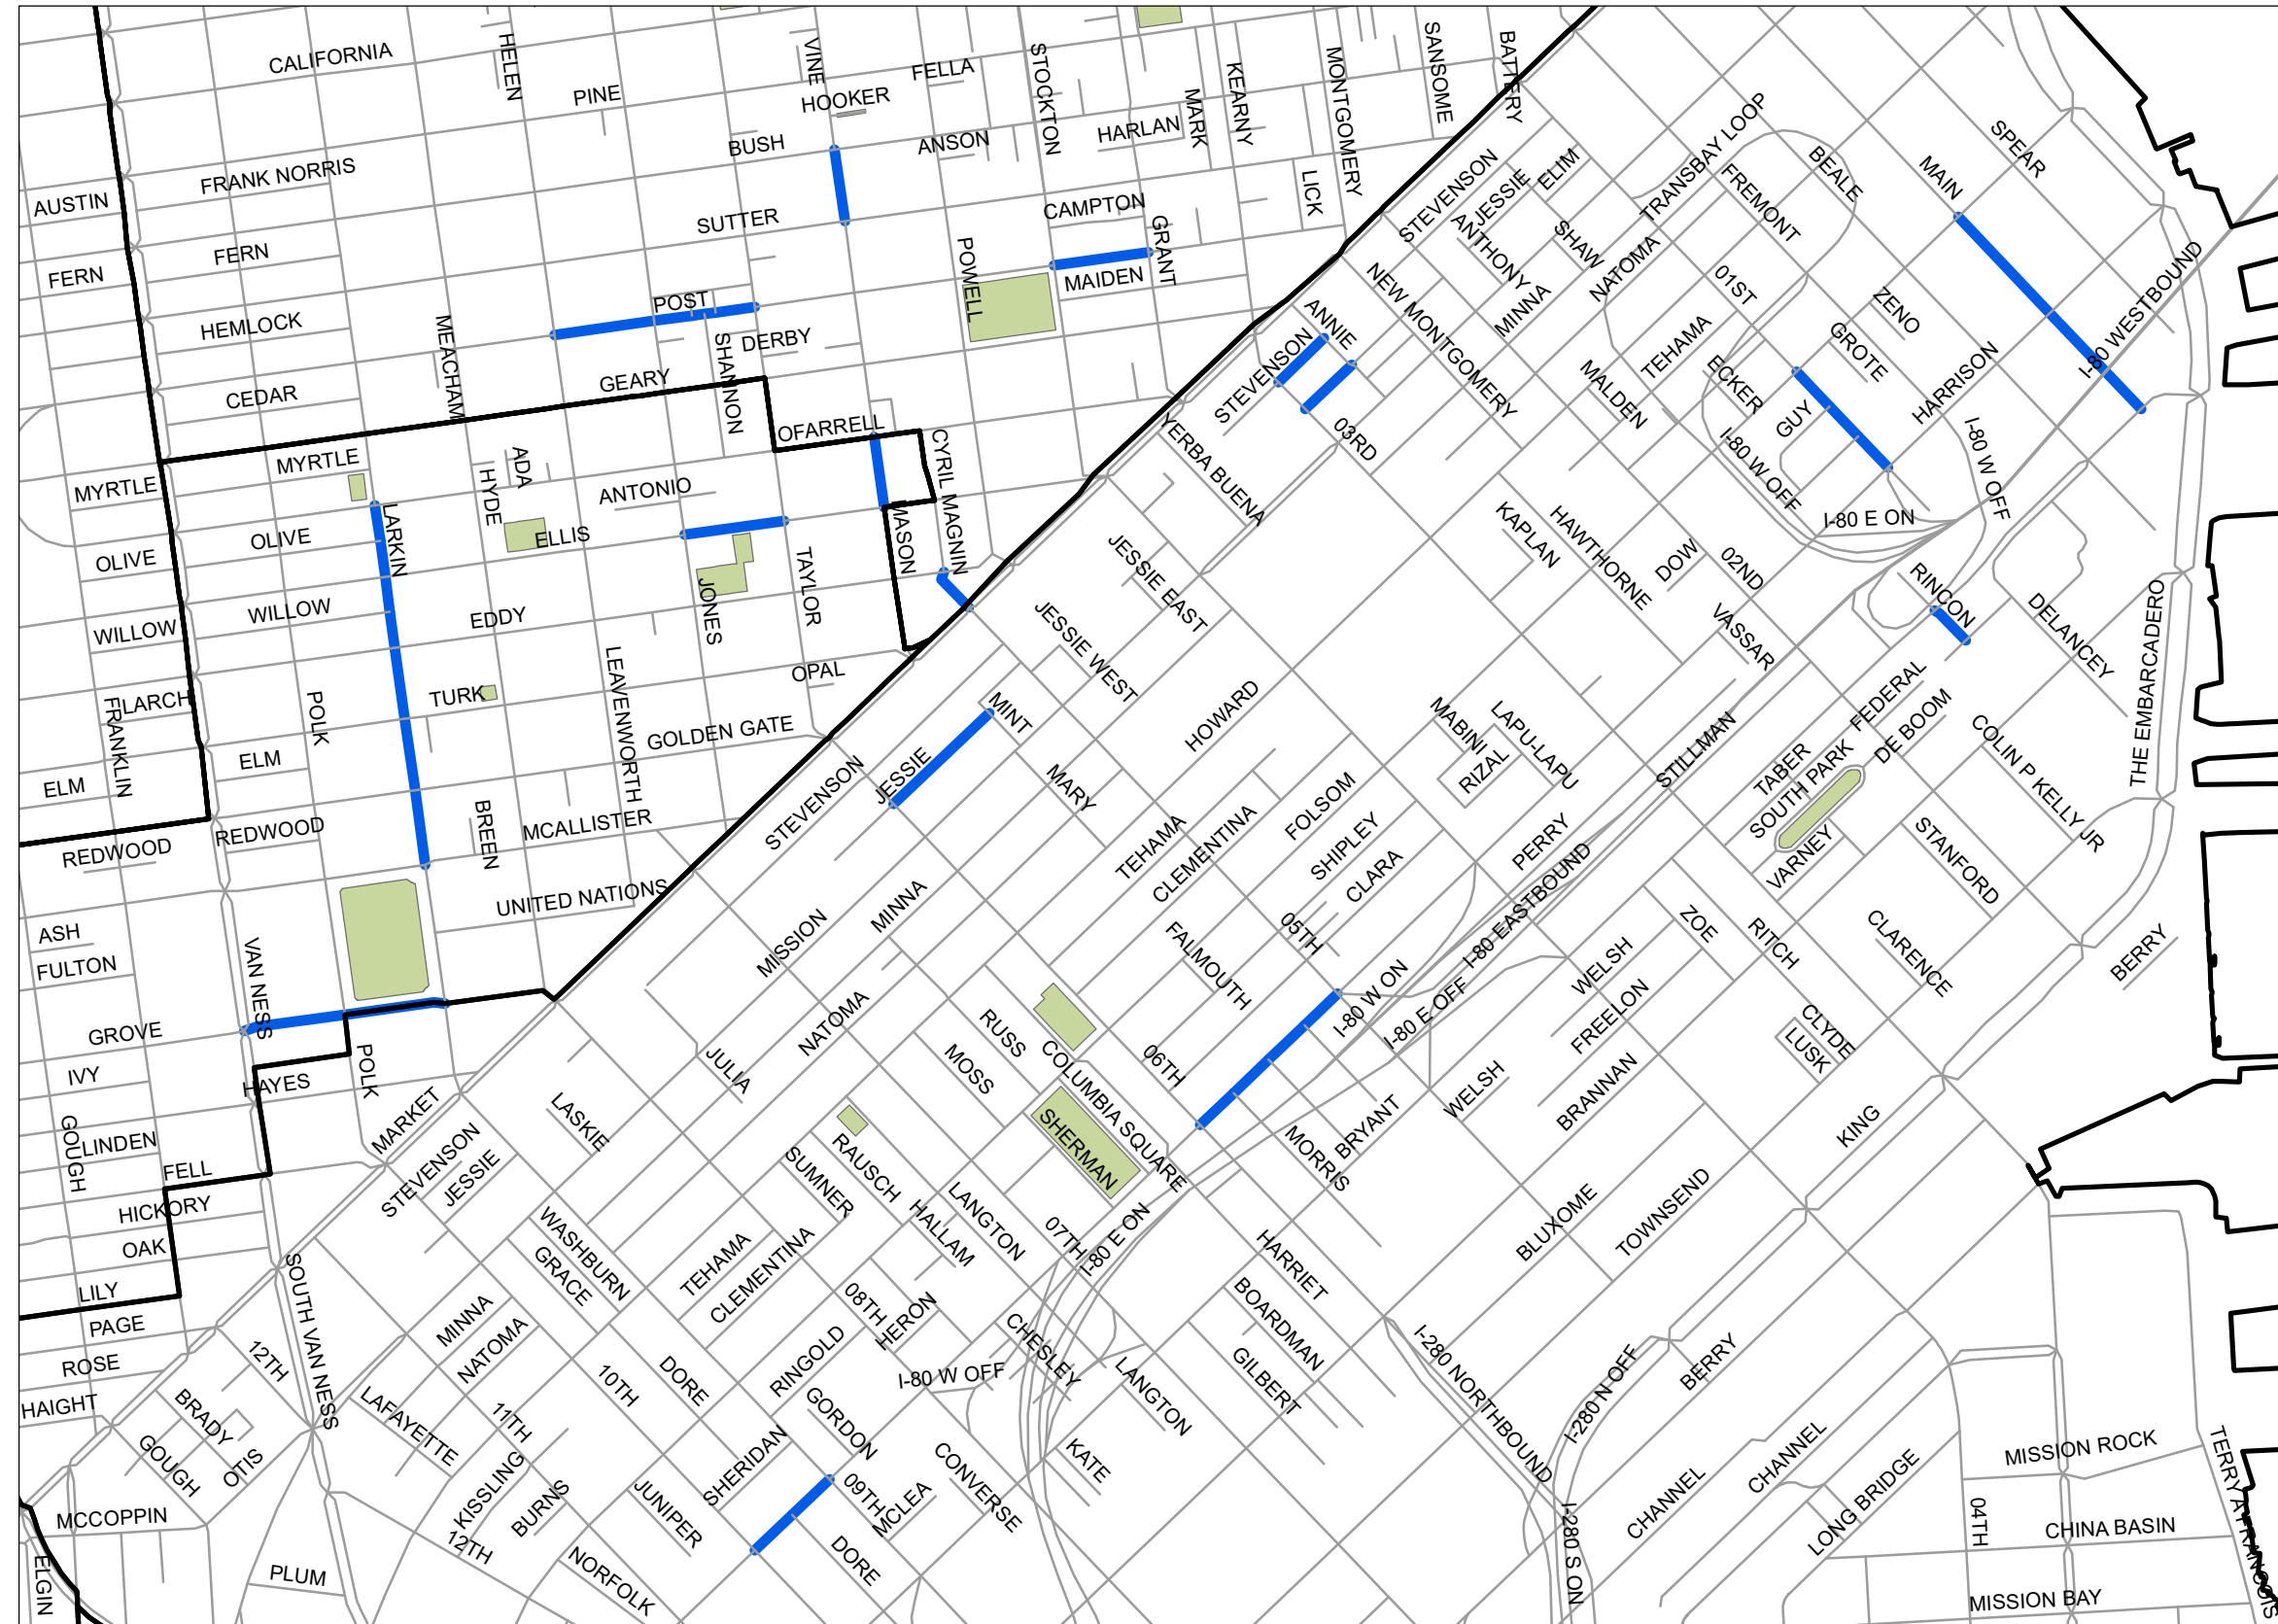 CALIFORNIA
HELEN
VINE
FELLA
STOCKTON
SANSOME
BATTERY
MONTGOMERY
KEARNY
MARK
PINE
HOOKER
HARLAN
BUSH
ANSON
FRANK NORRIS
AUSTIN
TRANSBAY LOOP
SPEAR
MAIN
BEALE
FREMONT
STEVENSON
JESSIE
ELIM
ANTHONY
SHAW
NATOMA
LICK
CAMPTON
GRANT
SUTTER
FERN
FERN
POWELL
MAIDEN
NEW MONTGOMERY
MINNA
01ST
ZENO
GROTE
I-80 WESTBOUND
POST
HEMLOCK
DERBY
SHANNON
MEACHAM
ANNIE
STEVENSON
TEHAMA
MALDEN
ECKER
GUY
HARRISON
CEDAR
GEARY
OFARRELL
CYRIL MAGNIN
YERBA BUENA
03RD
I-80 W OFF
I-80 W OFF
MYRTLE
MYRTLE
HYDE
ADA
ANTONIO
MASON
KAPLAN
HAWTHORNE
I-80 E ON
LARKIN
OLIVE
OLIVE
ELLIS
TAYLOR
JESSIE EAST
DOW
02ND
RINCON
DELANCEY
THE EMBARCADERO
WILLOW
WILLOW
EDDY
JONES
JESSIE WEST
VASSAR
LARCH
FRANKLIN
POLK
TURK
LEAVENWORTH
OPAL
GOLDEN GATE
MINT
HOWARD
MABINI
RIZAL
LAPU-LAPU
STILLMAN
FEDERAL
DE BOOM
TABER
SOUTH PARK
COLIN P KELLY JR
ELM
ELM
JESSIE
STEVENSON
MARY
TEHAMA
CLEMENTINA
FOLSOM
SHIPLEY
CLARA
PERRY
VARNEY
STANFORD
REDWOOD
REDWOOD
BREEN
MCALLISTER
UNITED NATIONS
MISSION
MINNA
FALMOUTH
05TH
I-80 EASTBOUND
ZOE
RITCH
WELSH
CLARENCE
BERRY
ASH
FULTON
VAN NESS
GROVE
NATOMA
RUSS
MOSS
COLUMBIA SQUARE
06TH
I-80 W ON
I-80 E OFF
FREELON
CLYDE
LUSK
IVY
HAYES
POLK
MARKET
JULIA
LASKIE
SHERMAN
WELSH
BRYANT
BRANNAN
MORRIS
KING
GOUGH
LINDEN
FELL
STEVENSON
JESSIE
SUMNER
RAUSCH
HALLAM
LANGTON
07TH
I-80 E ON
HARRIET
BLUXOME
TOWNSEND
HICKORY
OAK
WASHBURN
GRACE
TEHAMA
CLEMENTINA
LILY
PAGE
ROSE
HAIGHT
SOUTH VAN NESS
12TH
MINNA
NATOMA
08TH
HERON
RINGOLD
CHESLEY
I-80 W OFF
BOARDMAN
GILBERT
LANGTON
I-280 NORTHBOUND
I-280 N OFF
BERRY
BRADY
GOUGH
OTIS
LAFAYETTE
11TH
10TH
DORE
GORDON
SHERIDAN
CONVERSE
KATE
09TH
MCLEA
CHANNEL
CHANNEL
LONG BRIDGE
MISSION ROCK
TERRY A FRANCOIS
MCCOPPIN
ELGIN
PLUM
KISSLING
BURNS
12TH
JUNIPER
NORFOLK
DORE
I-280 S ON
04TH
CHINA BASIN
MISSION BAY